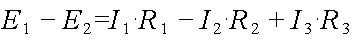 E₁ − E₂=I₁·R₁ − I₂·R₂ + I₃·R₃